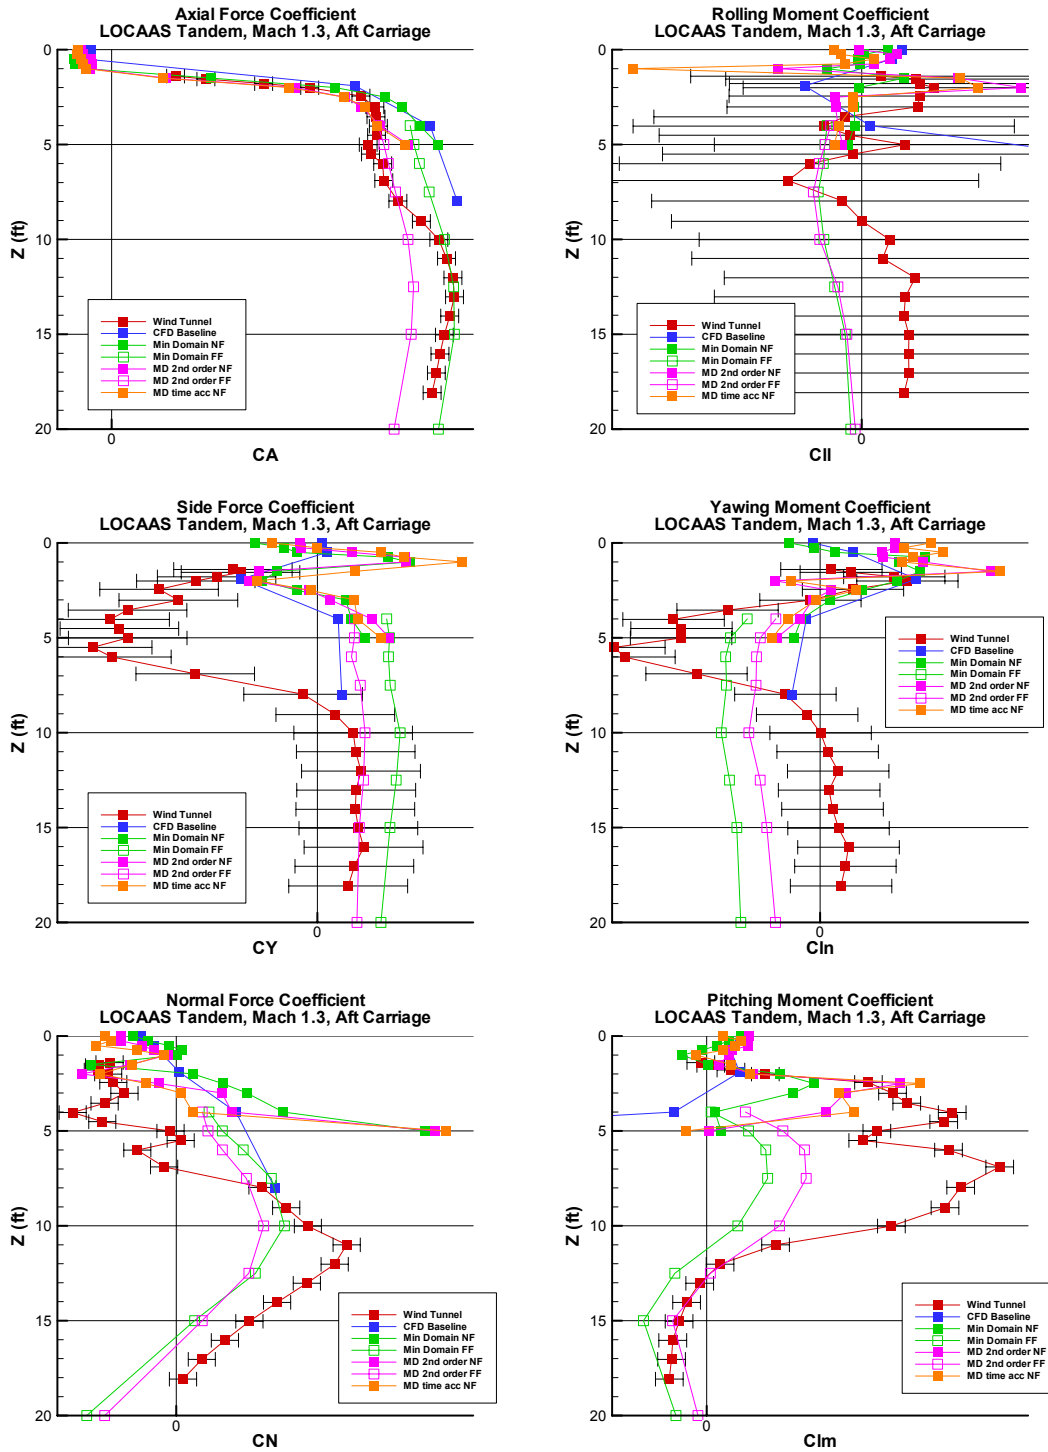 Axial Force Coefficient
LOCAAS Tandem, Mach 1.3, Aft Carriage
0
5
10
15
20
Z (ft)
0
CA
Wind Tunnel
CFD Baseline
Min Domain NF
Min Domain FF
MD 2nd order NF
MD 2nd order FF
MD time acc NF
Rolling Moment Coefficient
LOCAAS Tandem, Mach 1.3, Aft Carriage
0
5
10
15
20
Z (ft)
0
Cll
Wind Tunnel
CFD Baseline
Min Domain NF
Min Domain FF
MD 2nd order NF
MD 2nd order FF
MD time acc NF
Side Force Coefficient
LOCAAS Tandem, Mach 1.3, Aft Carriage
0
5
10
15
20
Z (ft)
0
CY
Wind Tunnel
CFD Baseline
Min Domain NF
Min Domain FF
MD 2nd order NF
MD 2nd order FF
MD time acc NF
Yawing Moment Coefficient
LOCAAS Tandem, Mach 1.3, Aft Carriage
0
5
10
15
20
Z (ft)
0
Cln
Wind Tunnel
CFD Baseline
Min Domain NF
Min Domain FF
MD 2nd order NF
MD 2nd order FF
MD time acc NF
Normal Force Coefficient
LOCAAS Tandem, Mach 1.3, Aft Carriage
0
5
10
15
20
Z (ft)
0
CN
Wind Tunnel
CFD Baseline
Min Domain NF
Min Domain FF
MD 2nd order NF
MD 2nd order FF
MD time acc NF
Pitching Moment Coefficient
LOCAAS Tandem, Mach 1.3, Aft Carriage
0
5
10
15
20
Z (ft)
0
Clm
Wind Tunnel
CFD Baseline
Min Domain NF
Min Domain FF
MD 2nd order NF
MD 2nd order FF
MD time acc NF